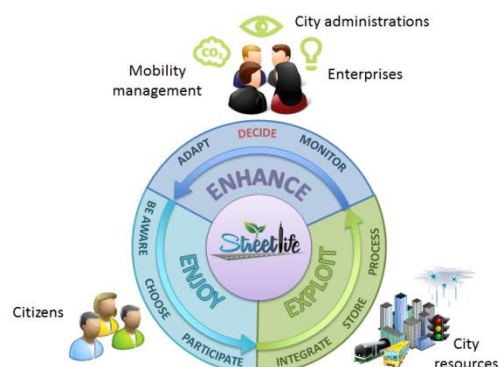 City administrations
CO₂
Mobility
management
Enterprises
ADAPT
DECIDE
MONITOR
ENHANCE
BE AWARE
CHOOSE
PARTICIPATE
ENJOY
Streetlife
EXPLOIT
PROCESS
STORE
INTEGRATE
Citizens
City
resources